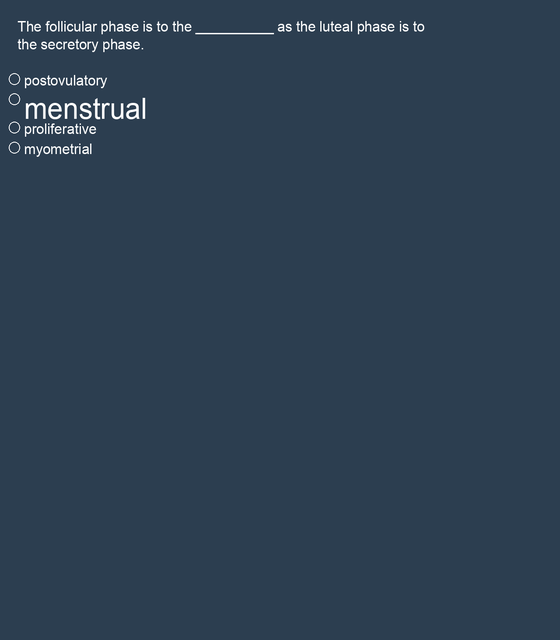 The follicular phase is to the __________ as the luteal phase is to
the secretory phase.
postovulatory
menstrual
proliferative
myometrial